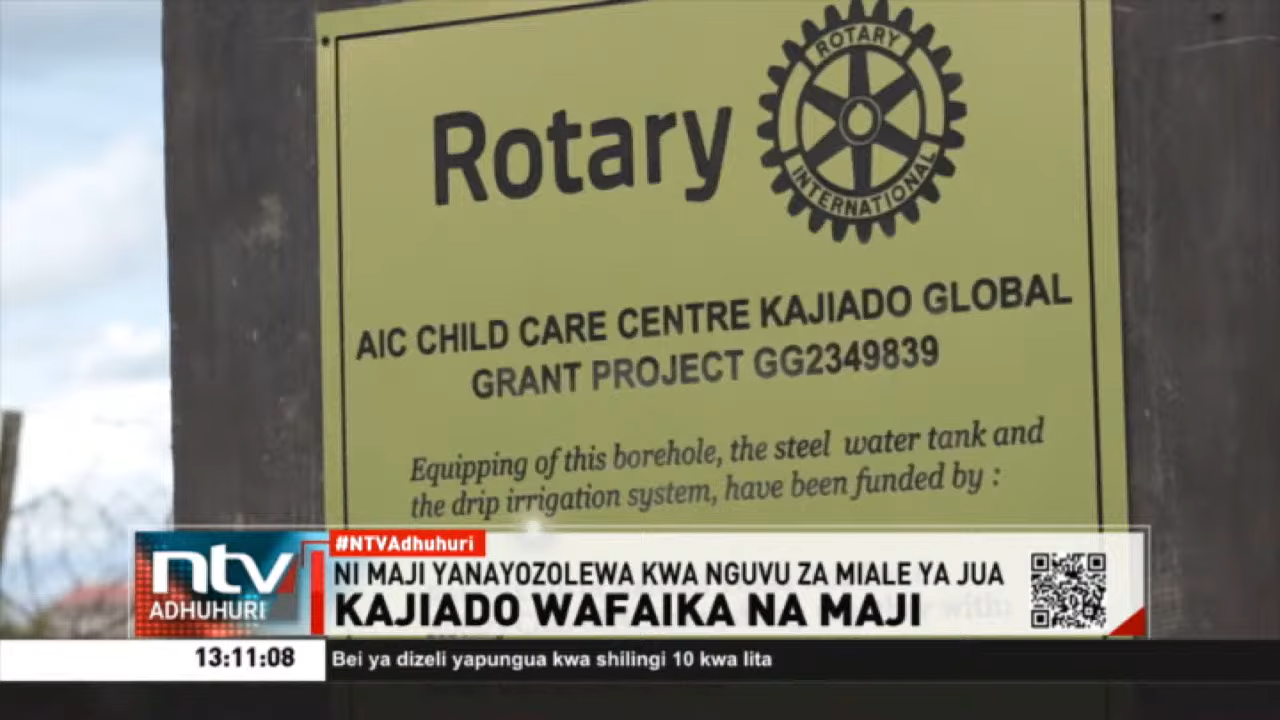 Rotary
ROTARY
INTERNATIONAL
AIC CHILD CARE CENTRE KAJIADO GLOBAL
GRANT PROJECT GG2349839
Equipping of this borehole, the steel water tank and
the drip irrigation system, have been funded by :
#NTVAdhuhuri
ntv
ADHUHURI
NI MAJI YANAYOZOLEWA KWA NGUVU ZA MIALE YA JUA
KAJIADO WAFAIKA NA MAJI
13:11:08
Bei ya dizeli yapungua kwa shilingi 10 kwa lita